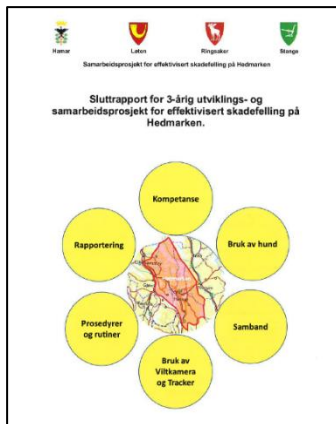 Hamar
Løten
Ringsaker
Stange
Samarbeidsprosjekt for effektivisert skadefelling på Hedmarken
Sluttrapport for 3-årig utviklings- og
samarbeidsprosjekt for effektivisert skadefelling på
Hedmarken.
Kompetanse
Rapportering
Bruk av hund
Prosedyrer
og rutiner
Samband
Bruk av
Viltkamera
og Tracker